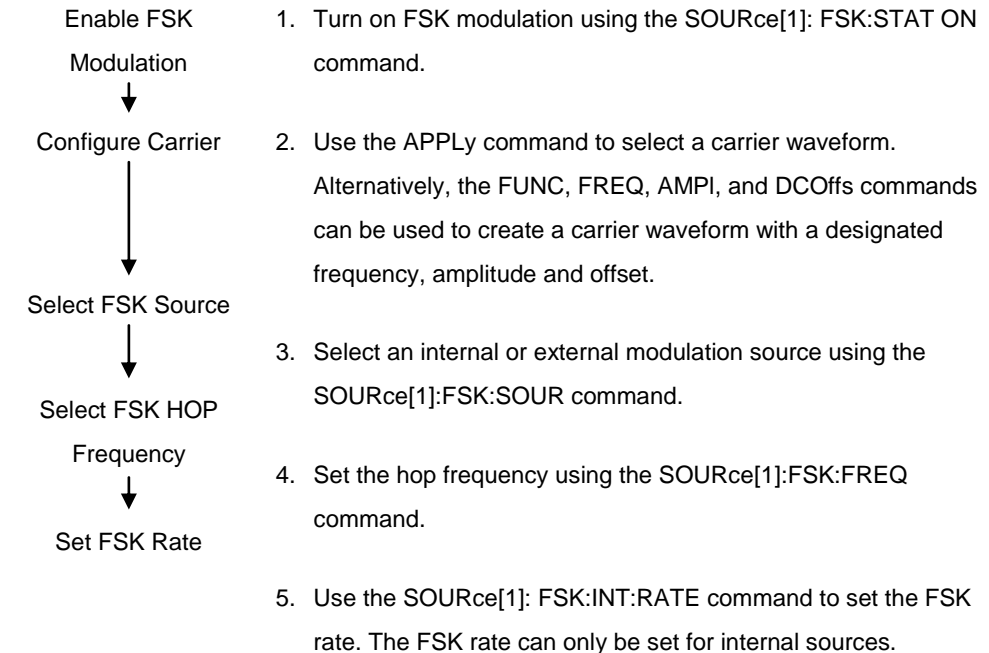 Enable FSK
Modulation
Configure Carrier
Select FSK Source
Select FSK HOP
Frequency
Set FSK Rate
1. Turn on FSK modulation using the SOURce[1]: FSK:STAT ON
command.
2. Use the APPLy command to select a carrier waveform.
Alternatively, the FUNC, FREQ, AMPl, and DCOffs commands
can be used to create a carrier waveform with a designated
frequency, amplitude and offset.
3. Select an internal or external modulation source using the
SOURce[1]:FSK:SOUR command.
4. Set the hop frequency using the SOURce[1]:FSK:FREQ
command.
5. Use the SOURce[1]: FSK:INT:RATE command to set the FSK
rate. The FSK rate can only be set for internal sources.